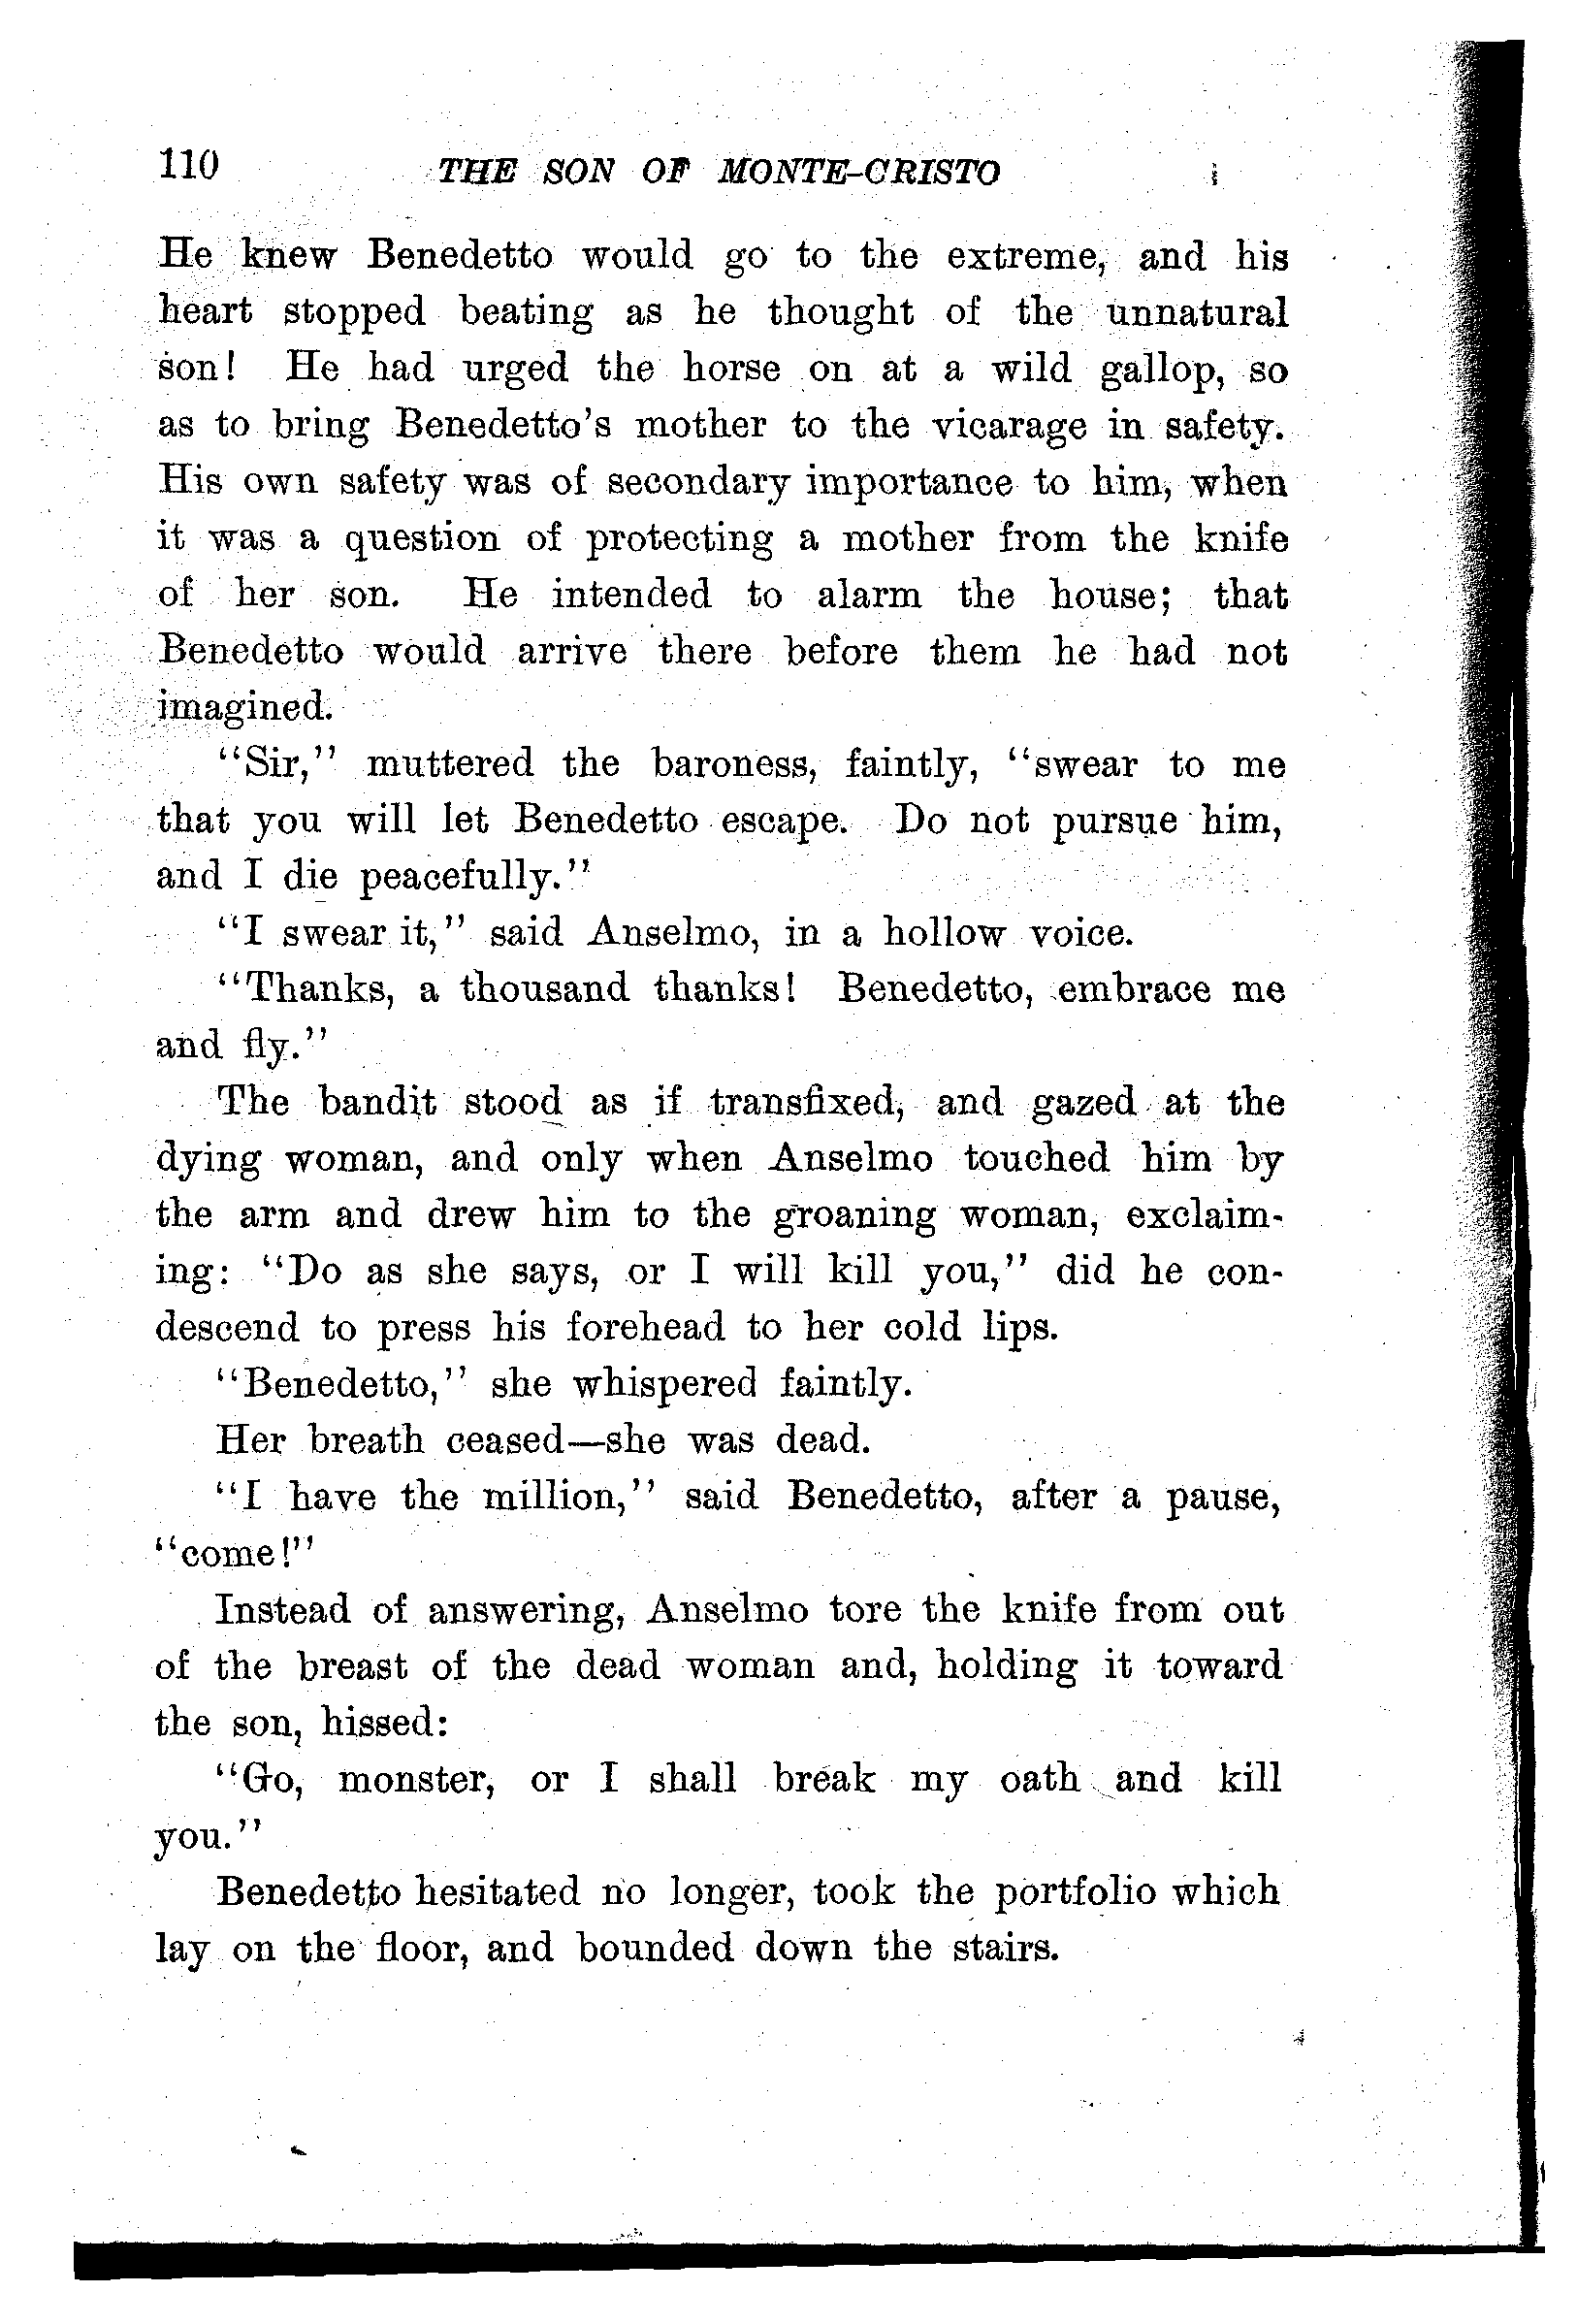 110 THE SON OF MONTE-CRISTO
He knew Benedetto would go to the extreme, and his
heart stopped beating as he thought of the unnatural
son! He had urged the horse on at a wild gallop, so
as to bring Benedetto's mother to the vicarage in safety.
His own safety was of secondary importance to him, when
it was a question of protecting a mother from the knife
of her son. He intended to alarm the house; that
Benedetto would arrive there before them he had not
imagined.
"Sir," muttered the baroness, faintly, "swear to me
that you will let Benedetto escape. Do not pursue him,
and I die peacefully."
"I swear it," said Anselmo, in a hollow voice.
"Thanks, a thousand thanks! Benedetto, embrace me
and fly."
The bandit stood as if transfixed, and gazed at the
dying woman, and only when Anselmo touched him by
the arm and drew him to the groaning woman, exclaim-
ing: "Do as she says, or I will kill you," did he con-
descend to press his forehead to her cold lips.
"Benedetto," she whispered faintly.
Her breath ceased—she was dead.
"I have the million," said Benedetto, after a pause,
"come!"
Instead of answering, Anselmo tore the knife from out
of the breast of the dead woman and, holding it toward
the son, hissed:
"Go, monster, or I shall break my oath and kill
you."
Benedetto hesitated no longer, took the portfolio which
lay on the floor, and bounded down the stairs.